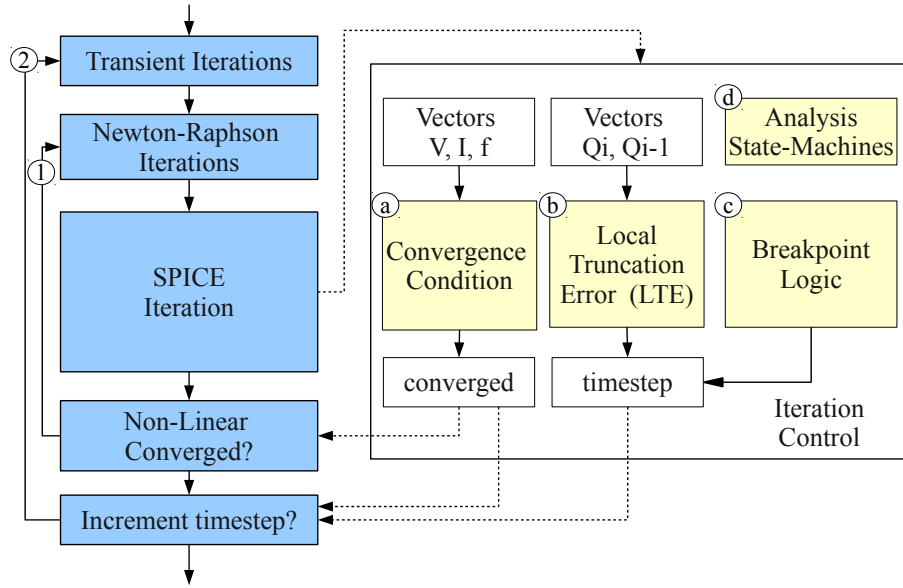 2
Transient Iterations
Newton-Raphson
Iterations
1
SPICE
Iteration
Non-Linear
Converged?
Increment timestep?
Vectors
V, I, f
Vectors
Qi, Qi-1
d
Analysis
State-Machines
a
Convergence
Condition
b
Local
Truncation
Error (LTE)
c
Breakpoint
Logic
converged
timestep
Iteration
Control